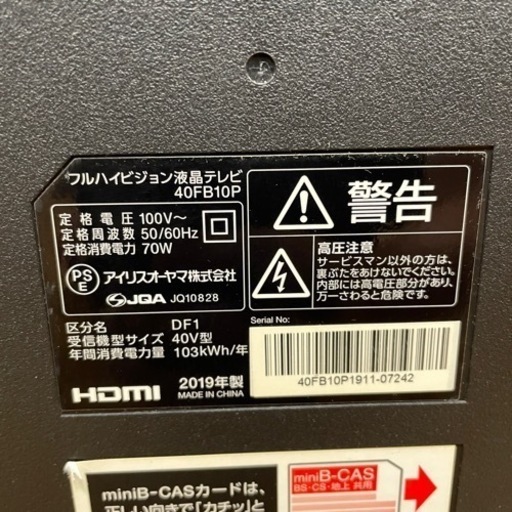 フルハイビジョン液晶テレビ
40FB10P
定格電圧 100V～
定格周波数 50/60Hz
定格消費電力 70W
PS
E
アイリスオーヤマ株式会社
JQA JQ10828
区分名 DF1
受信機型サイズ 40V型
年間消費電力量 103kWh/年
HDMI
2019年製
MADE IN CHINA
警告
高圧注意
サービスマン以外の方は、
裏ぶたをあけないでください。
内部には高電圧部分があり、
万一さわると危険です。
Serial No:
40FB10P1911-07242
miniB-CASカードは、
正しい向きで「カチッ」と
miniB-CAS
BS・CS・地上 共用